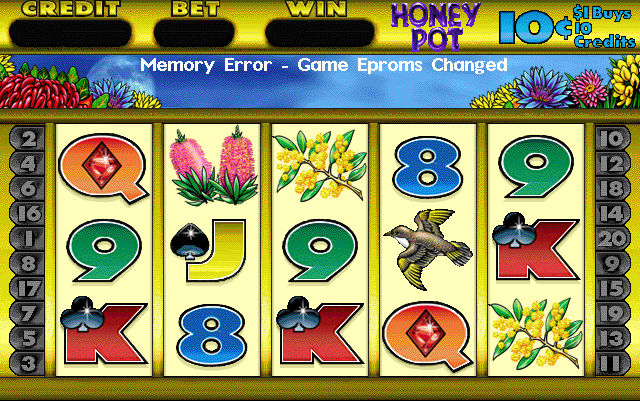 CREDIT BET WIN HONEY POT 10¢ $1 Buys 10 Credits
Memory Error - Game Eproms Changed
2 10
4 12
Q 8 9
6 18
16 14
1 20
9 J 9 K
8 9
17 15
7 19
K 8 K Q
5 13
3 11